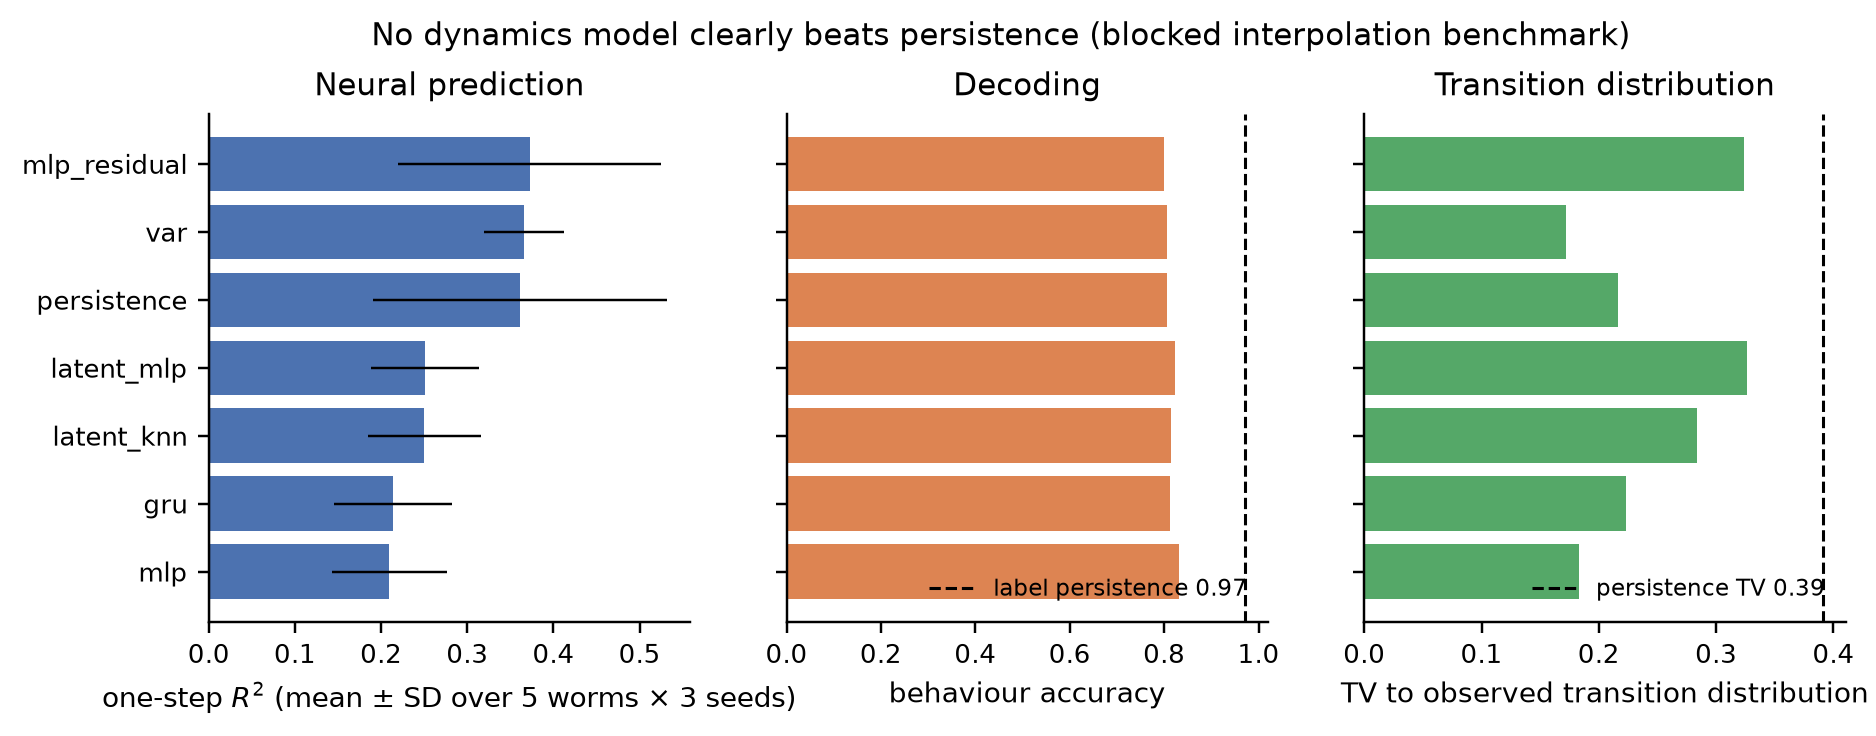 No dynamics model clearly beats persistence (blocked interpolation benchmark)
Neural prediction
mlp_residual
var
persistence
latent_mlp
latent_knn
gru
mlp
0.0 0.1 0.2 0.3 0.4 0.5
one-step R² (mean ± SD over 5 worms × 3 seeds)
Decoding
label persistence 0.97
0.0 0.2 0.4 0.6 0.8 1.0
behaviour accuracy
Transition distribution
persistence TV 0.39
0.0 0.1 0.2 0.3 0.4
TV to observed transition distribution